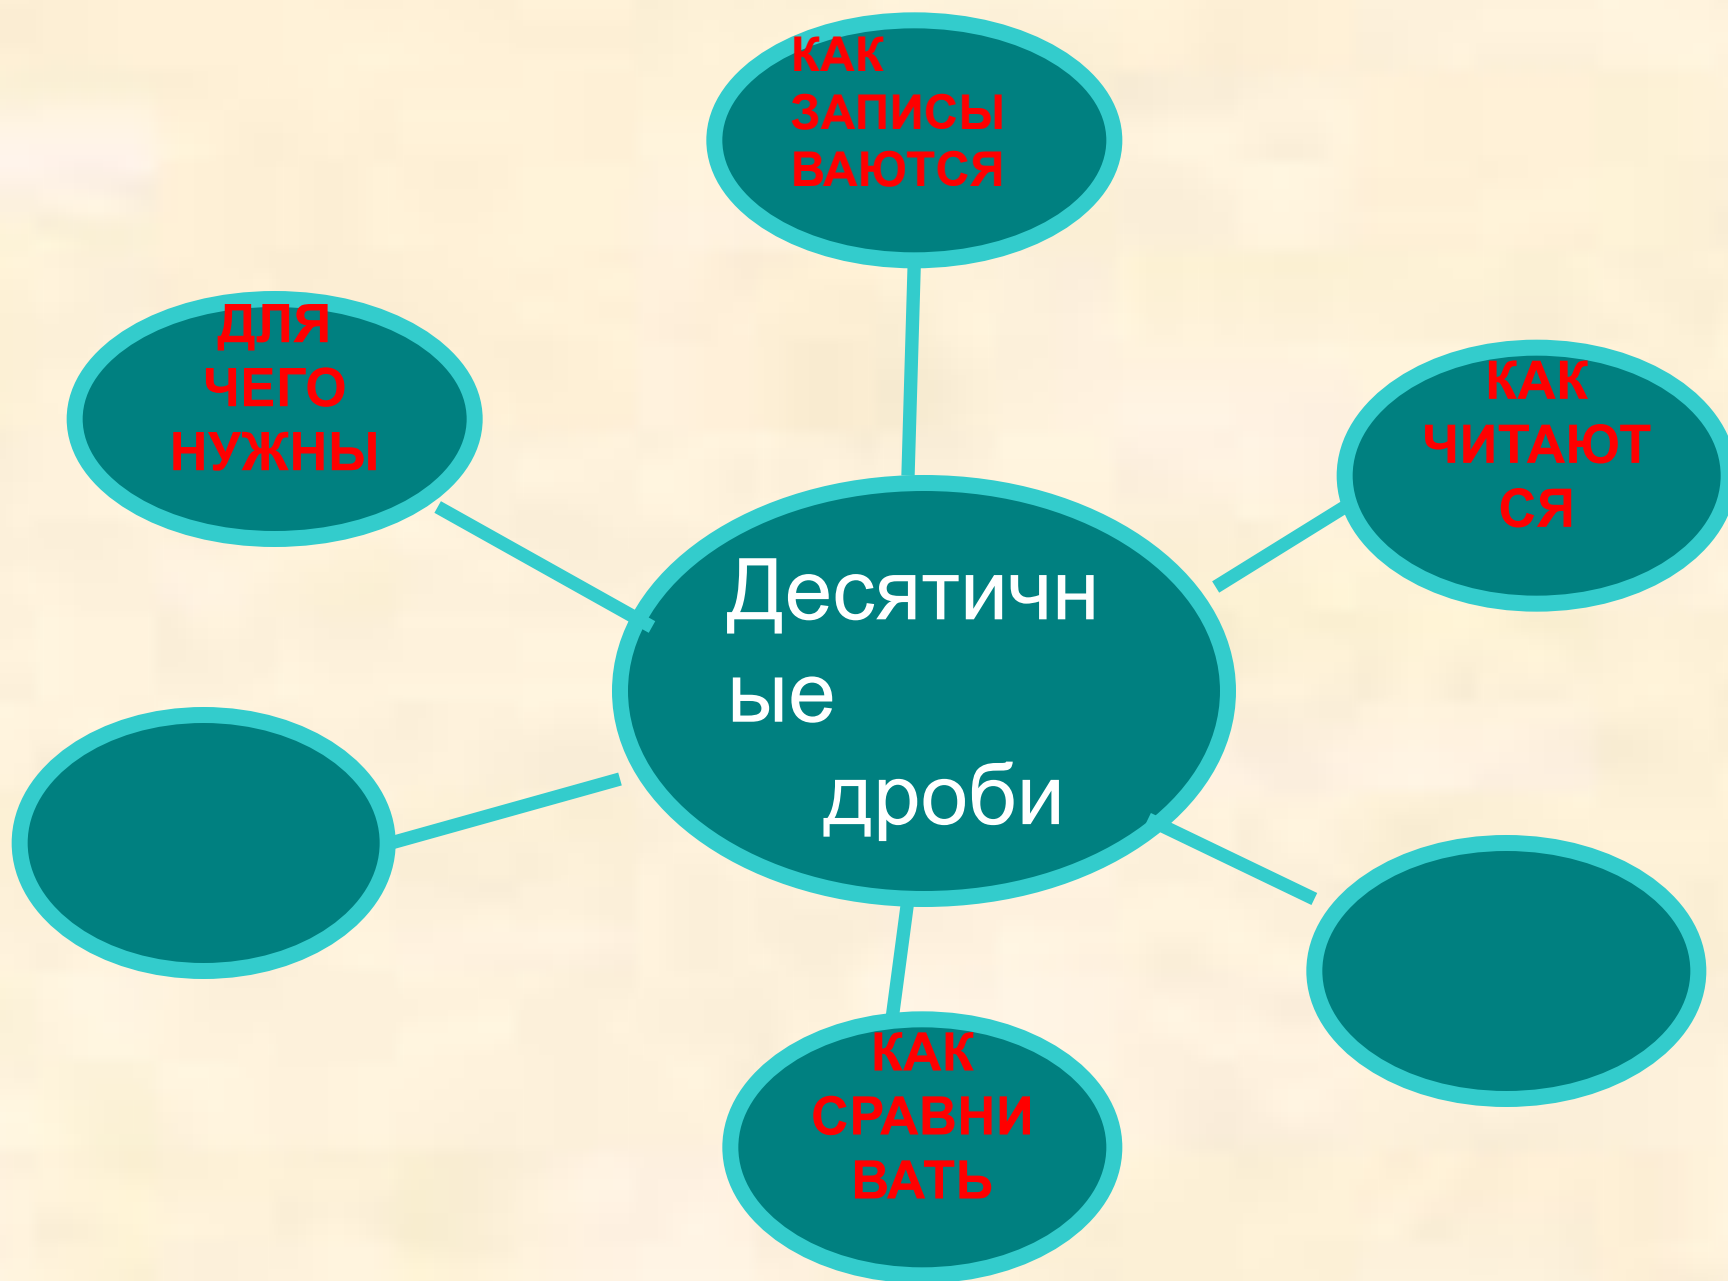 КАК
ЗАПИСЫ
ВАЮТСЯ
ДЛЯ
ЧЕГО
НУЖНЫ
КАК
ЧИТАЮТ
СЯ
Десятичн
ые
дроби
КАК
СРАВНИ
ВАТЬ